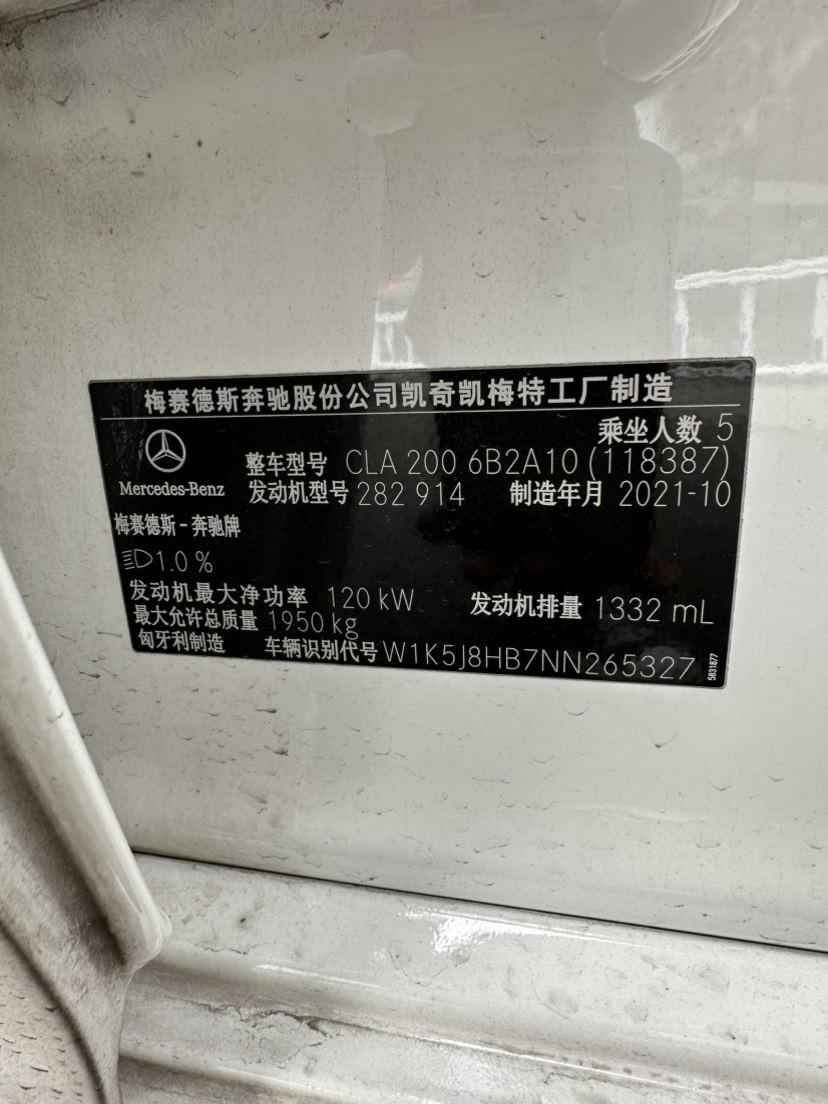 梅赛德斯奔驰股份公司凯奇凯梅特工厂制造
乘坐人数 5
整车型号 CLA 200 6B2A10 (118387)
Mercedes-Benz 发动机型号 282 914 制造年月 2021-10
梅赛德斯-奔驰牌
1.0 %
发动机最大净功率 120 kW 发动机排量 1332 mL
最大允许总质量 1950 kg
匈牙利制造 车辆识别代号 W1K5J8HB7NN265327
5831677